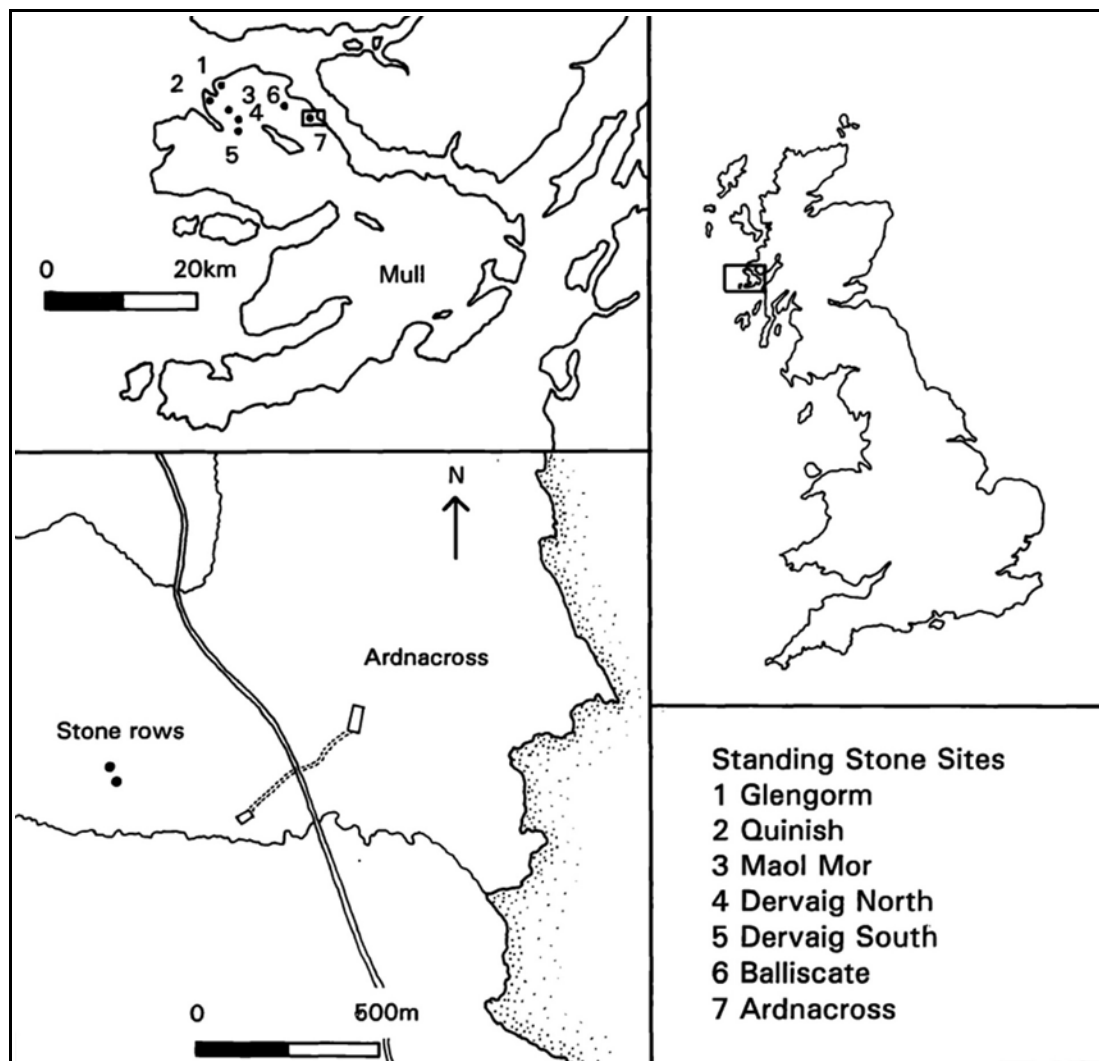 1
2
3
6
4
7
5
0 20km
Mull
N
Ardnacross
Stone rows
0 500m
Standing Stone Sites
1 Glengorm
2 Quinish
3 Maol Mor
4 Dervaig North
5 Dervaig South
6 Balliscate
7 Ardnacross